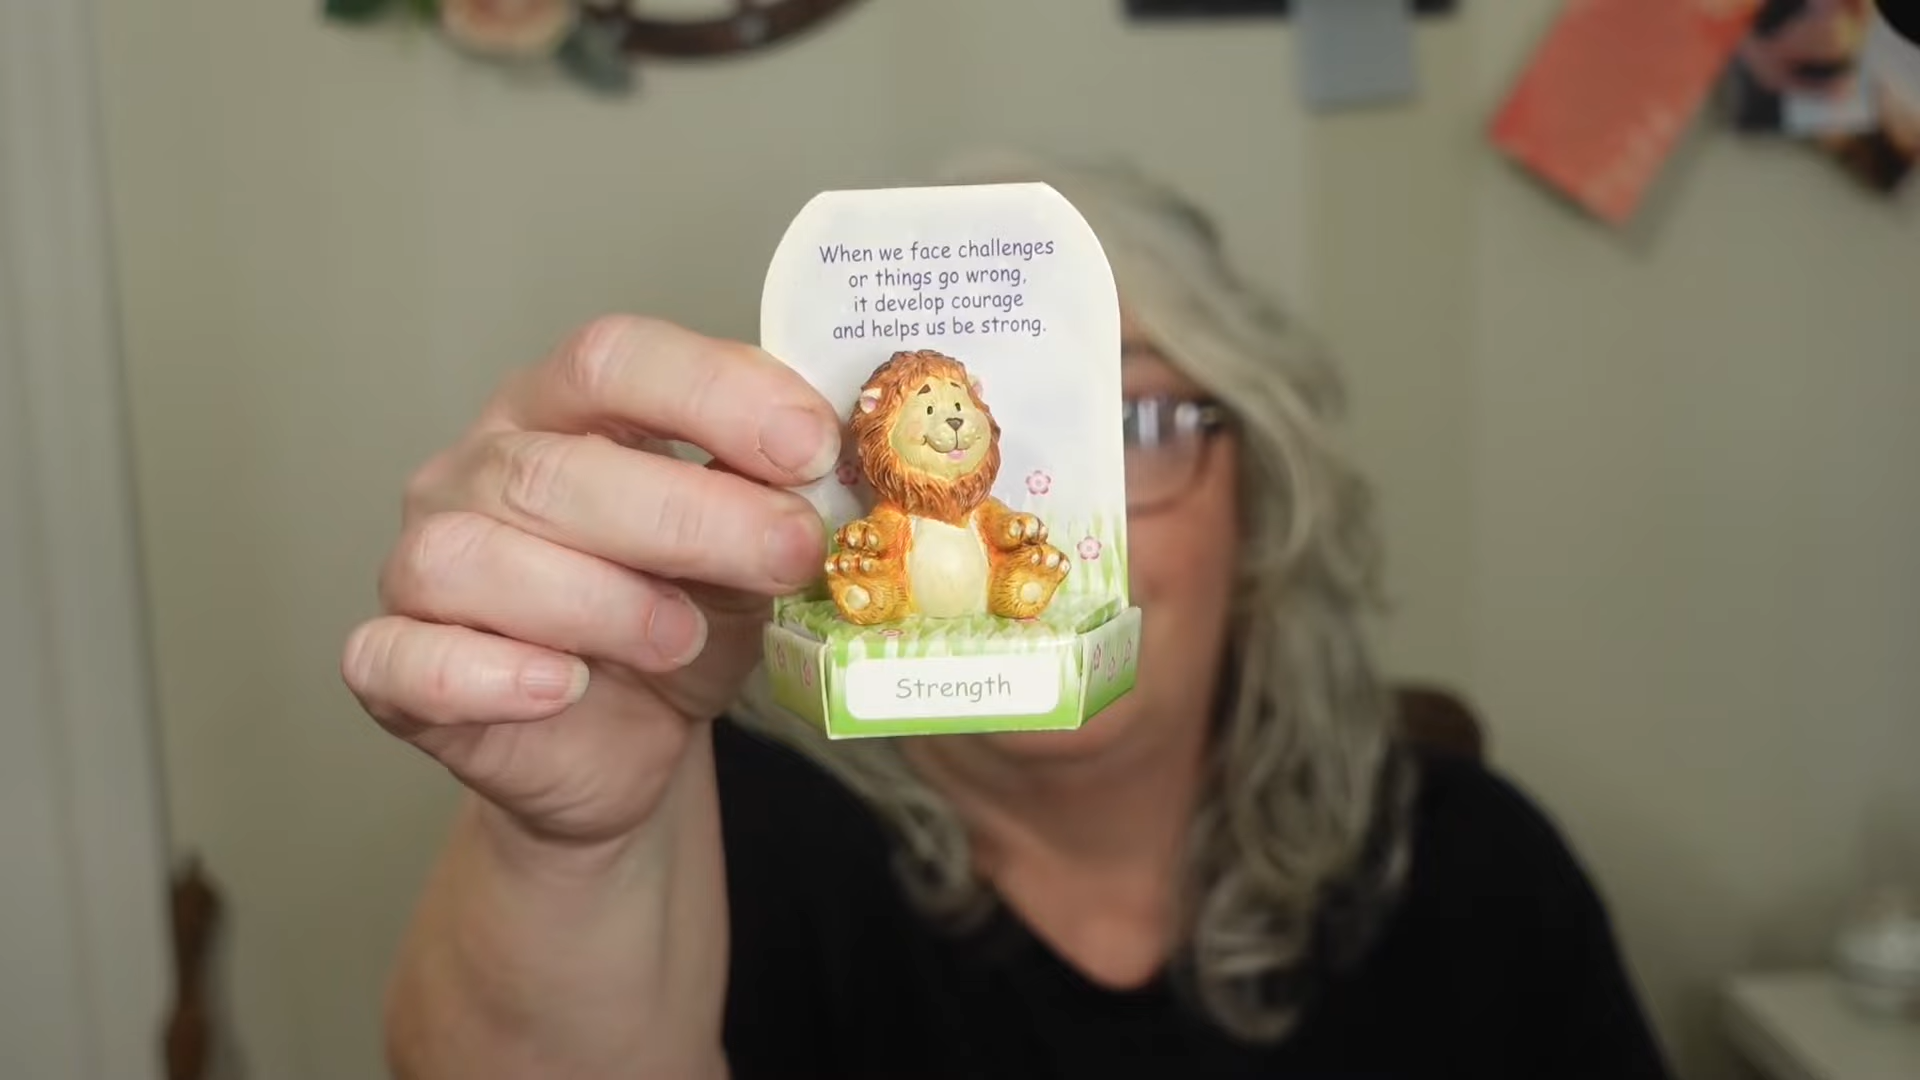 When we face challenges
or things go wrong,
it develop courage
and helps us be strong.
Strength